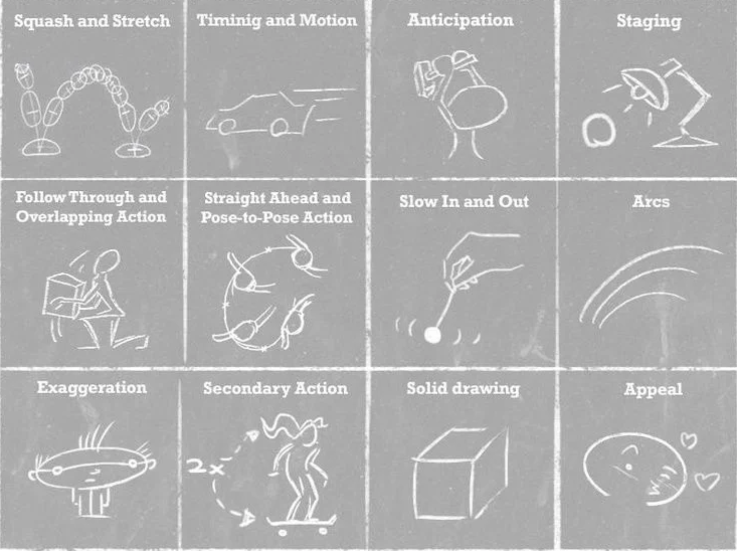 Squash and Stretch
Timinig and Motion
Anticipation
Staging
Follow Through and
Overlapping Action
Straight Ahead and
Pose-to-Pose Action
Slow In and Out
Arcs
Exaggeration
Secondary Action
2x
Solid drawing
Appeal